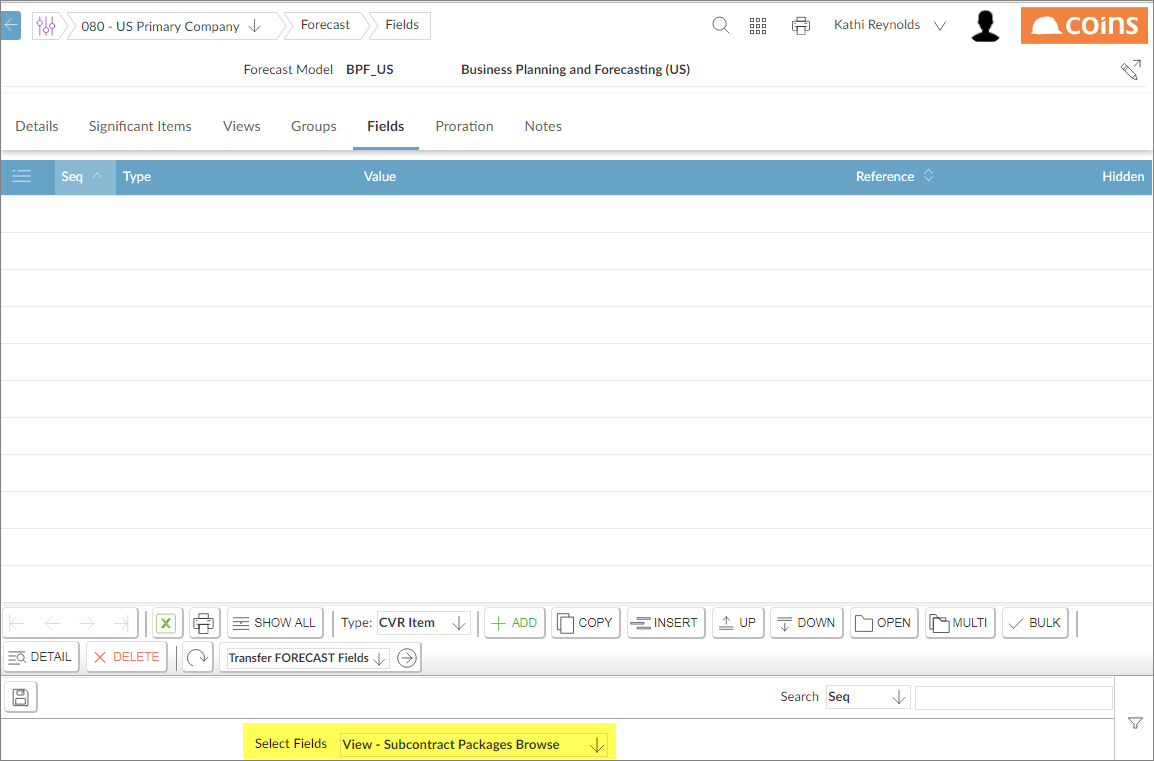 080 - US Primary Company Forecast Fields Kathi Reynolds coins
Forecast Model BPF_US Business Planning and Forecasting (US)
Details Significant Items Views Groups Fields Proration Notes
Seq Type Value Reference Hidden
SHOW ALL Type: CVR Item ADD COPY INSERT UP DOWN OPEN MULTI BULK
DETAIL DELETE Transfer FORECAST Fields
Search Seq
Select Fields View - Subcontract Packages Browse